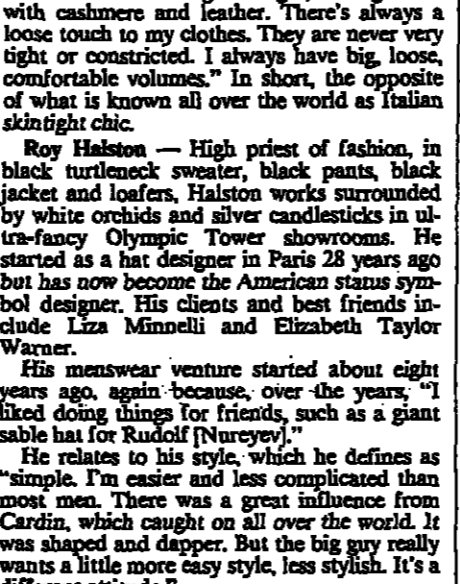 with cashmere and leather. There's always a
loose touch to my clothes. They are never very
tight or constricted. I always have big, loose,
comfortable volumes." In short, the opposite
of what is known all over the world as Italian
skintight chic.
Roy Halston — High priest of fashion, in
black turtleneck sweater, black pants, black
jacket and loafers, Halston works surrounded
by white orchids and silver candlesticks in ul-
tra-fancy Olympic Tower showrooms. He
started as a hat designer in Paris 28 years ago
but has now become the American status sym-
bol designer. His clients and best friends in-
clude Liza Minnelli and Elizabeth Taylor
Warner.
His menswear venture started about eight
years ago, again because, over the years, "I
liked doing things for friends, such as a giant
sable hat for Rudolf [Nureyev]."
He relates to his style, which he defines as
"simple. I'm easier and less complicated than
most men. There was a great influence from
Cardin, which caught on all over the world. It
was shaped and dapper. But the big guy really
wants a little more easy style, less stylish. It's a